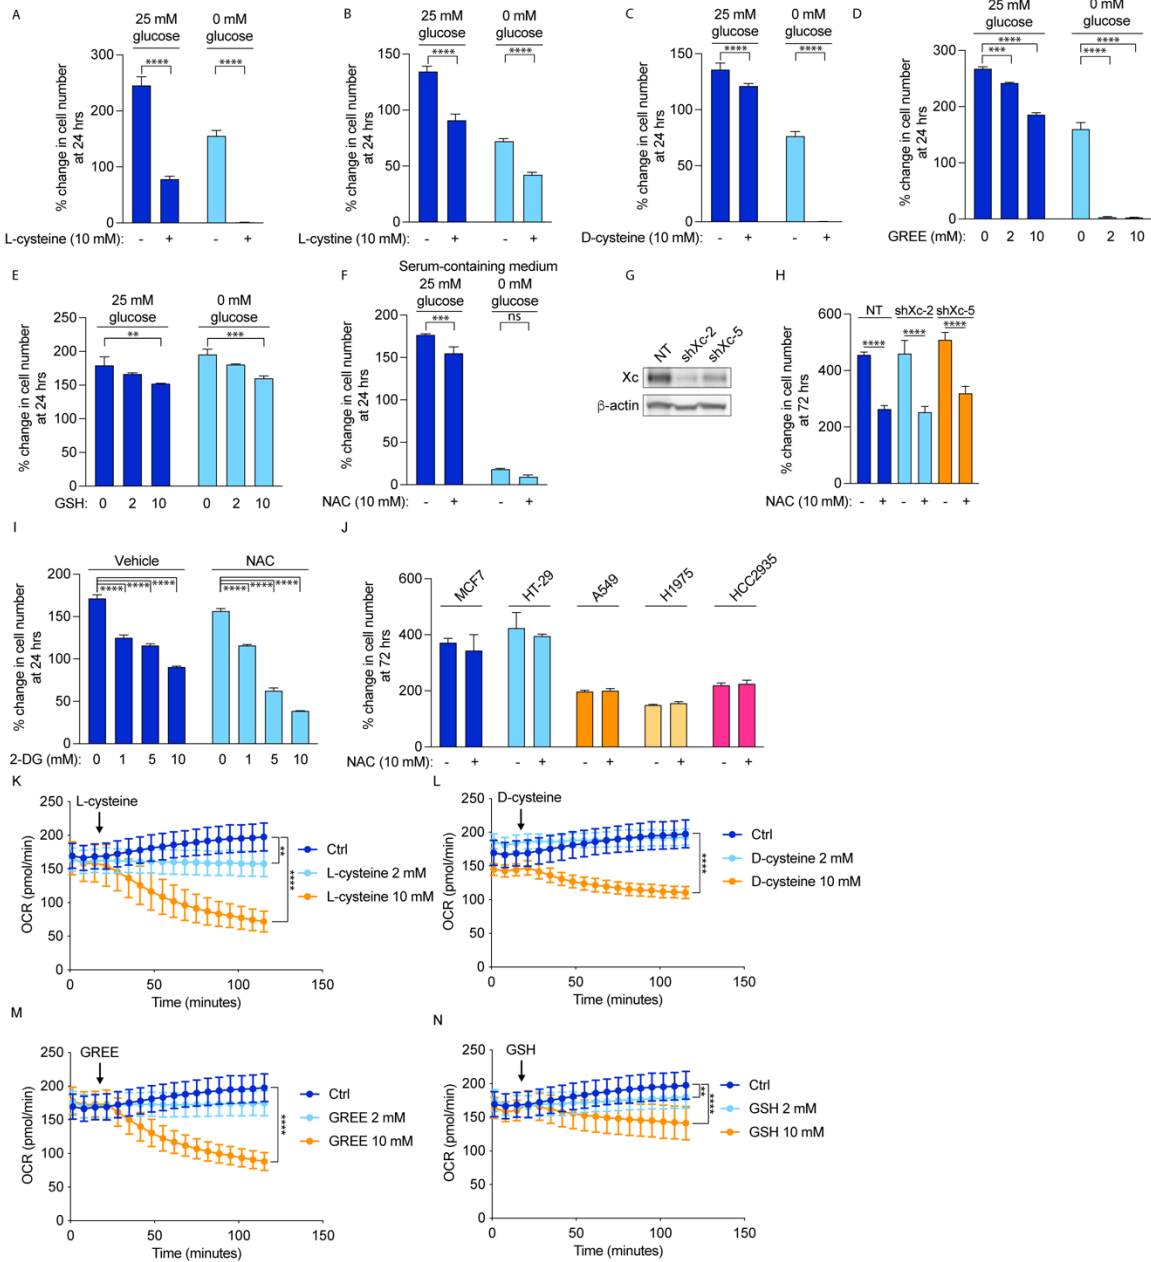 A
25 mM
glucose
0 mM
glucose
****
****
300
200
100
0
% change in cell number
at 24 hrs
L-cysteine (10 mM):
- + - +
B
25 mM
glucose
0 mM
glucose
****
****
150
100
50
0
% change in cell number
at 24 hrs
L-cystine (10 mM):
- + - +
C
25 mM
glucose
0 mM
glucose
****
****
150
100
50
0
% change in cell number
at 24 hrs
D-cysteine (10 mM):
- + - +
D
25 mM
glucose
0 mM
glucose
****
***
****
****
300
200
100
0
% change in cell number
at 24 hrs
GREE (mM):
0 2 10 0 2 10
E
25 mM
glucose
0 mM
glucose
**
***
250
200
150
100
50
0
% change in cell number
at 24 hrs
GSH:
0 2 10 0 2 10
F
Serum-containing medium
25 mM
glucose
0 mM
glucose
***
ns
200
150
100
50
0
% change in cell number
at 24 hrs
NAC (10 mM):
- + - +
G
NT
shXc-2
shXc-5
Xc
β-actin
H
NT shXc-2 shXc-5
**** **** ****
600
400
200
0
% change in cell number
at 72 hrs
NAC (10 mM):
- + - + - +
I
Vehicle
NAC
**** **** ****
**** **** ****
200
150
100
50
0
% change in cell number
at 24 hrs
2-DG (mM):
0 1 5 10 0 1 5 10
J
MCF7
HT-29
A549
H1975
HCC2935
600
400
200
0
% change in cell number
at 72 hrs
NAC (10 mM):
- + - + - + - + - +
K
L-cysteine
250
200
150
100
50
0
OCR (pmol/min)
0 50 100 150
Time (minutes)
**
****
Ctrl
L-cysteine 2 mM
L-cysteine 10 mM
L
D-cysteine
250
200
150
100
50
0
OCR (pmol/min)
0 50 100 150
Time (minutes)
****
Ctrl
D-cysteine 2 mM
D-cysteine 10 mM
M
GREE
250
200
150
100
50
0
OCR (pmol/min)
0 50 100 150
Time (minutes)
****
Ctrl
GREE 2 mM
GREE 10 mM
N
GSH
250
200
150
100
50
0
OCR (pmol/min)
0 50 100 150
Time (minutes)
**
****
Ctrl
GSH 2 mM
GSH 10 mM